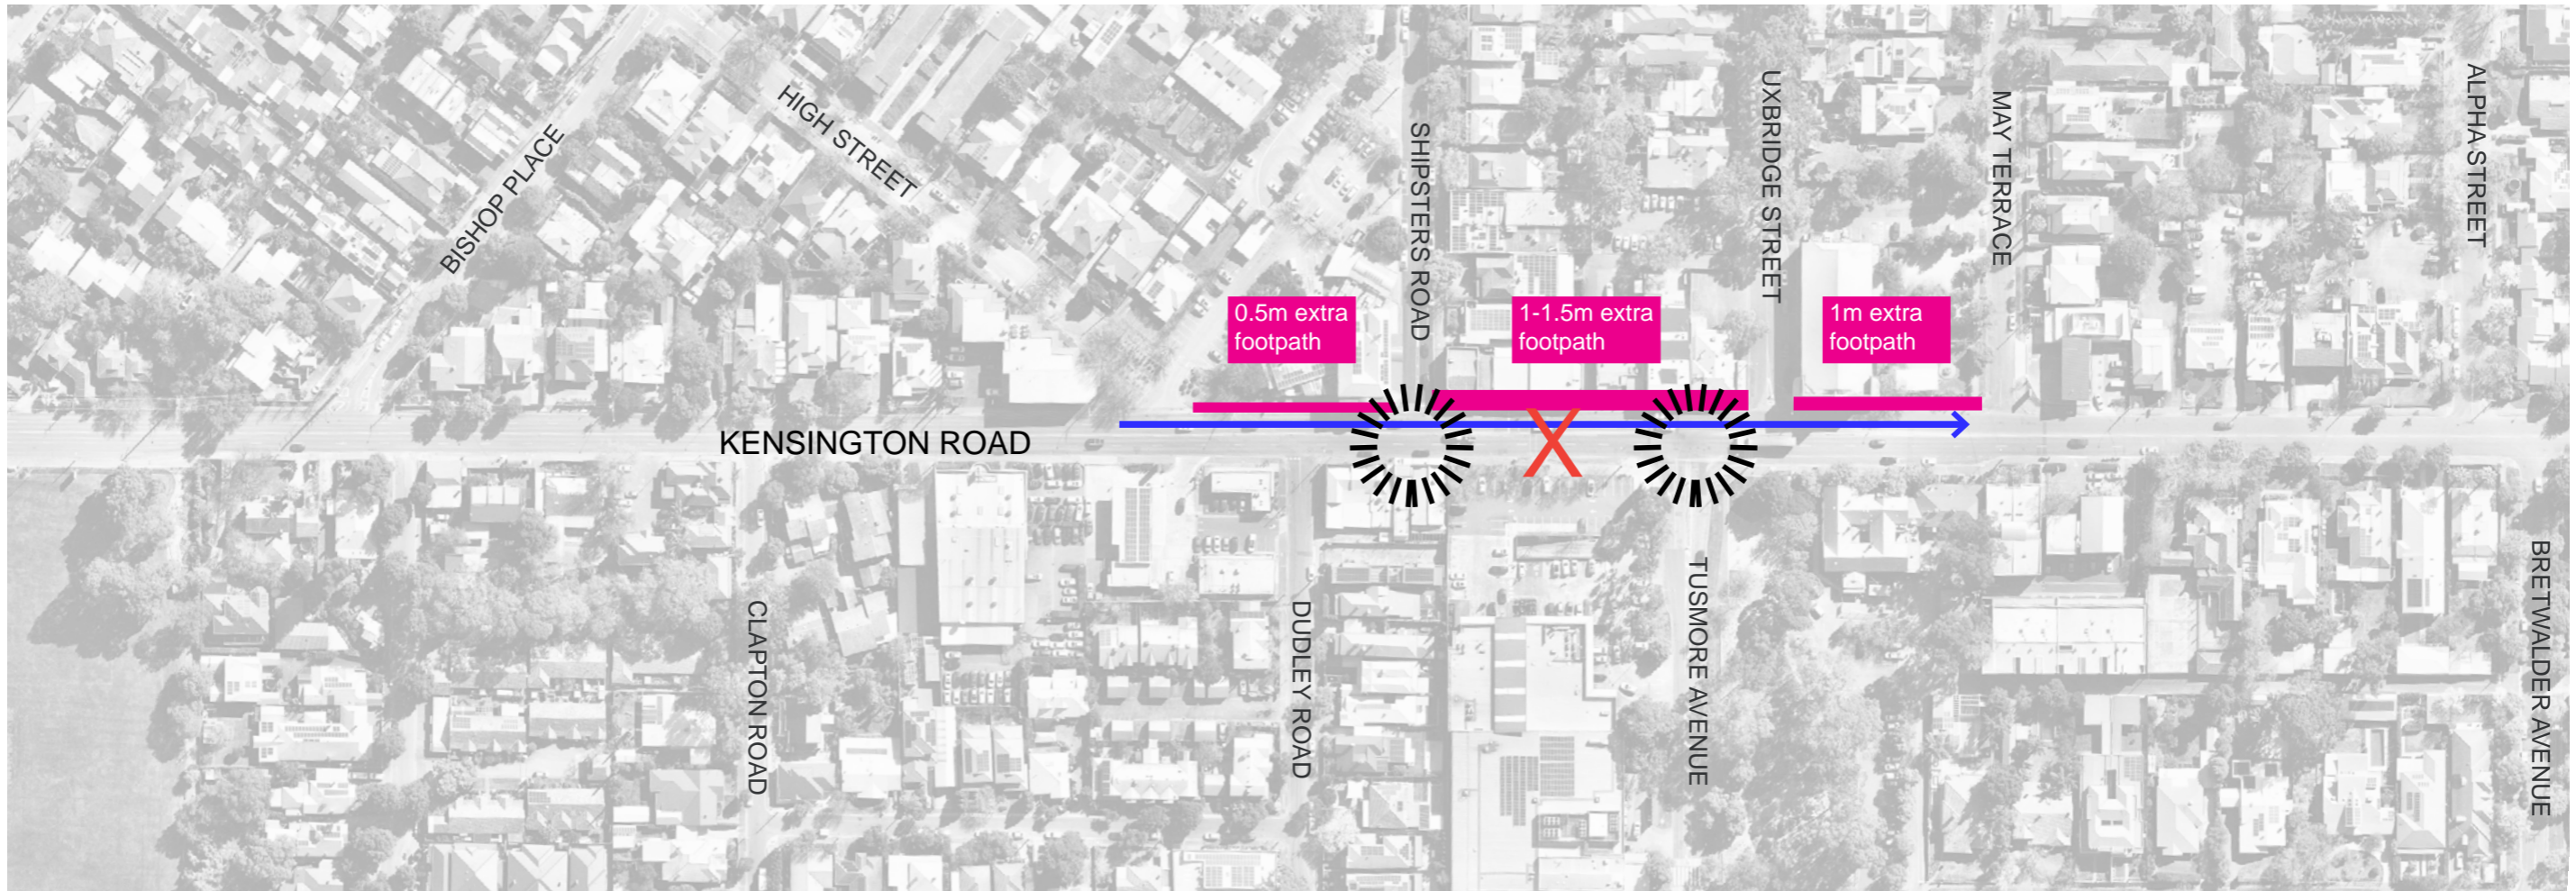 BISHOP PLACE
HIGH STREET
SHIPSTERS ROAD
UXBRIDGE STREET
MAY TERRACE
ALPHA STREET
0.5m extra
footpath
1-1.5m extra
footpath
1m extra
footpath
KENSINGTON ROAD
CLAPTON ROAD
DUDLEY ROAD
TUSMORE AVENUE
BRETWALDER AVENUE